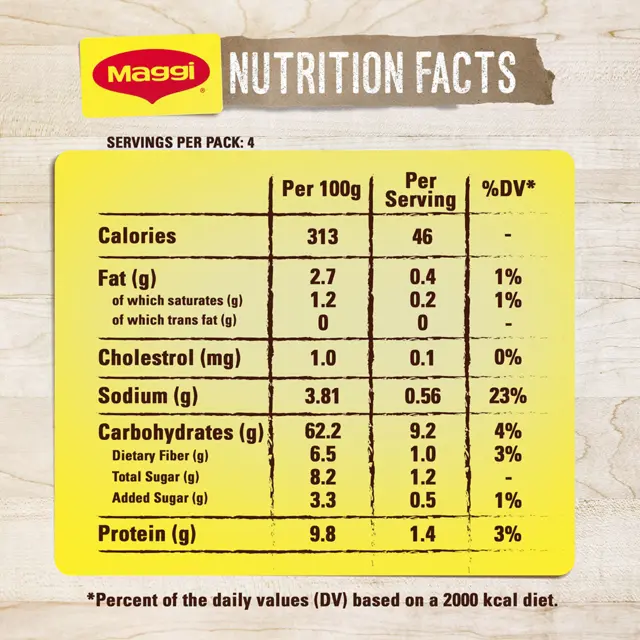 Maggi ®
NUTRITION FACTS
SERVINGS PER PACK: 4
Per 100g Per Serving %DV*
Calories 313 46 -
Fat (g) 2.7 0.4 1%
of which saturates (g) 1.2 0.2 1%
of which trans fat (g) 0 0 -
Cholestrol (mg) 1.0 0.1 0%
Sodium (g) 3.81 0.56 23%
Carbohydrates (g) 62.2 9.2 4%
Dietary Fiber (g) 6.5 1.0 3%
Total Sugar (g) 8.2 1.2 -
Added Sugar (g) 3.3 0.5 1%
Protein (g) 9.8 1.4 3%
*Percent of the daily values (DV) based on a 2000 kcal diet.